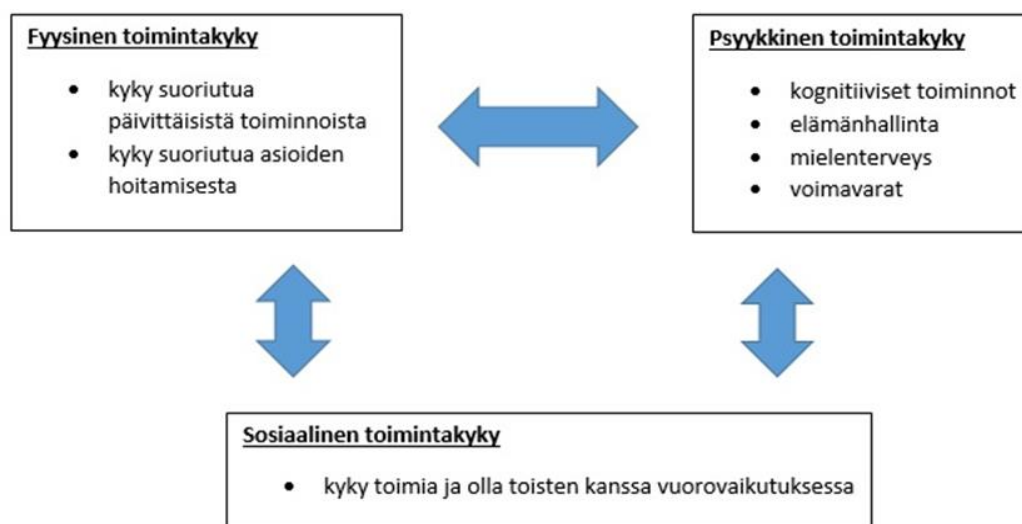 Fyysinen toimintakyky
• kyky suoriutua
päivittäisistä toiminnoista
• kyky suoriutua asioiden
hoitamisesta
Psyykkinen toimintakyky
• kognitiiviset toiminnot
• elämänhallinta
• mielenterveys
• voimavarat
Sosiaalinen toimintakyky
• kyky toimia ja olla toisten kanssa vuorovaikutuksessa